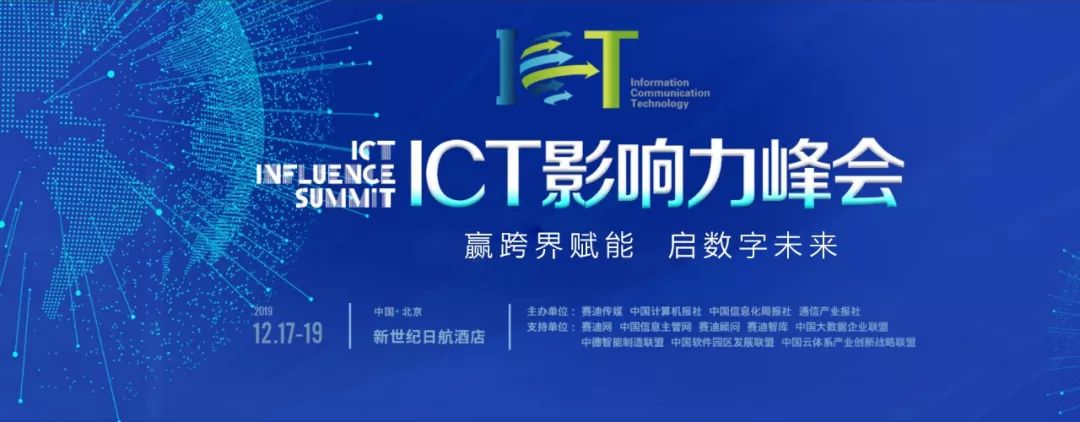 ICT
Information
Communication
Technology
ICT
INFLUENCE
SUMMIT
ICT影响力峰会
赢跨界赋能 启数字未来
2019
12.17-19
中国·北京
新世纪日航酒店
主办单位：赛迪传媒 中国计算机报社 中国信息化周报社 通信产业报社
支持单位：赛迪网 中国信息主管网 赛迪顾问 赛迪智库 中国大数据企业联盟
中德智能制造联盟 中国软件园区发展联盟 中国云体系产业创新战略联盟